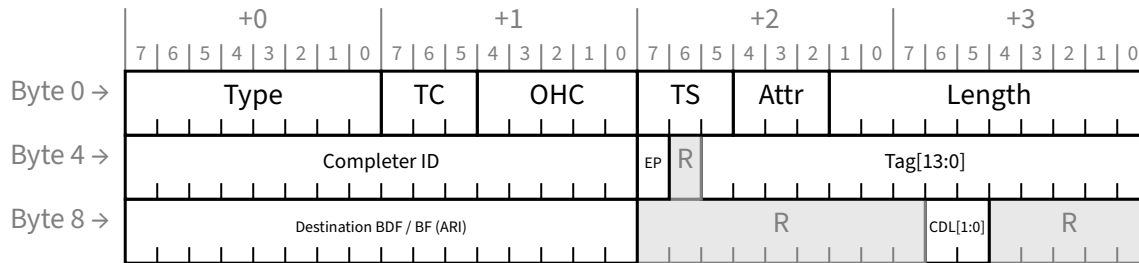 +0 +1 +2 +3
7 6 5 4 3 2 1 0 7 6 5 4 3 2 1 0 7 6 5 4 3 2 1 0 7 6 5 4 3 2 1 0
Byte 0 → Type TC OHC TS Attr Length
Byte 4 → Completer ID EP R Tag[13:0]
Byte 8 → Destination BDF / BF (ARI) R CDL[1:0] R